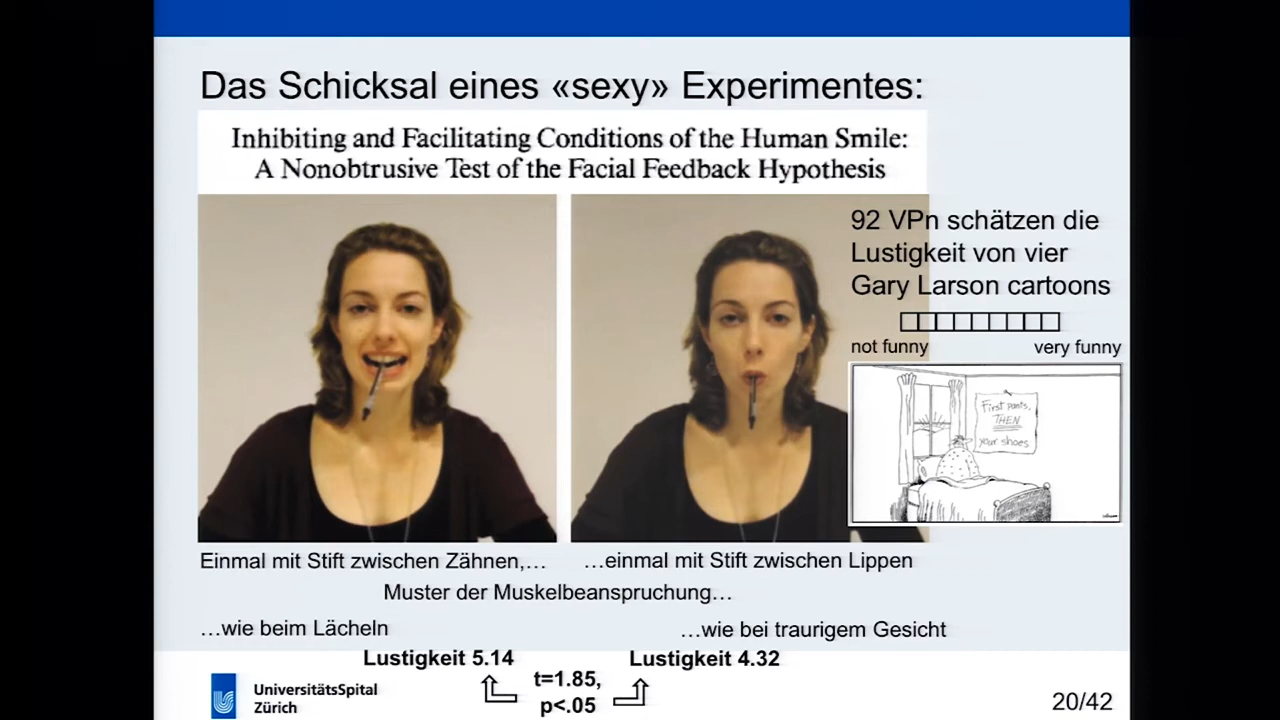 Das Schicksal eines «sexy» Experimentes:
Inhibiting and Facilitating Conditions of the Human Smile:
A Nonobtrusive Test of the Facial Feedback Hypothesis
92 VPn schätzen die
Lustigkeit von vier
Gary Larson cartoons
not funny very funny
First pants,
THEN
your shoes
Einmal mit Stift zwischen Zähnen,… …einmal mit Stift zwischen Lippen
Muster der Muskelbeanspruchung…
…wie beim Lächeln …wie bei traurigem Gesicht
Lustigkeit 5.14 Lustigkeit 4.32
t=1.85,
p<.05
UniversitätsSpital
Zürich
20/42